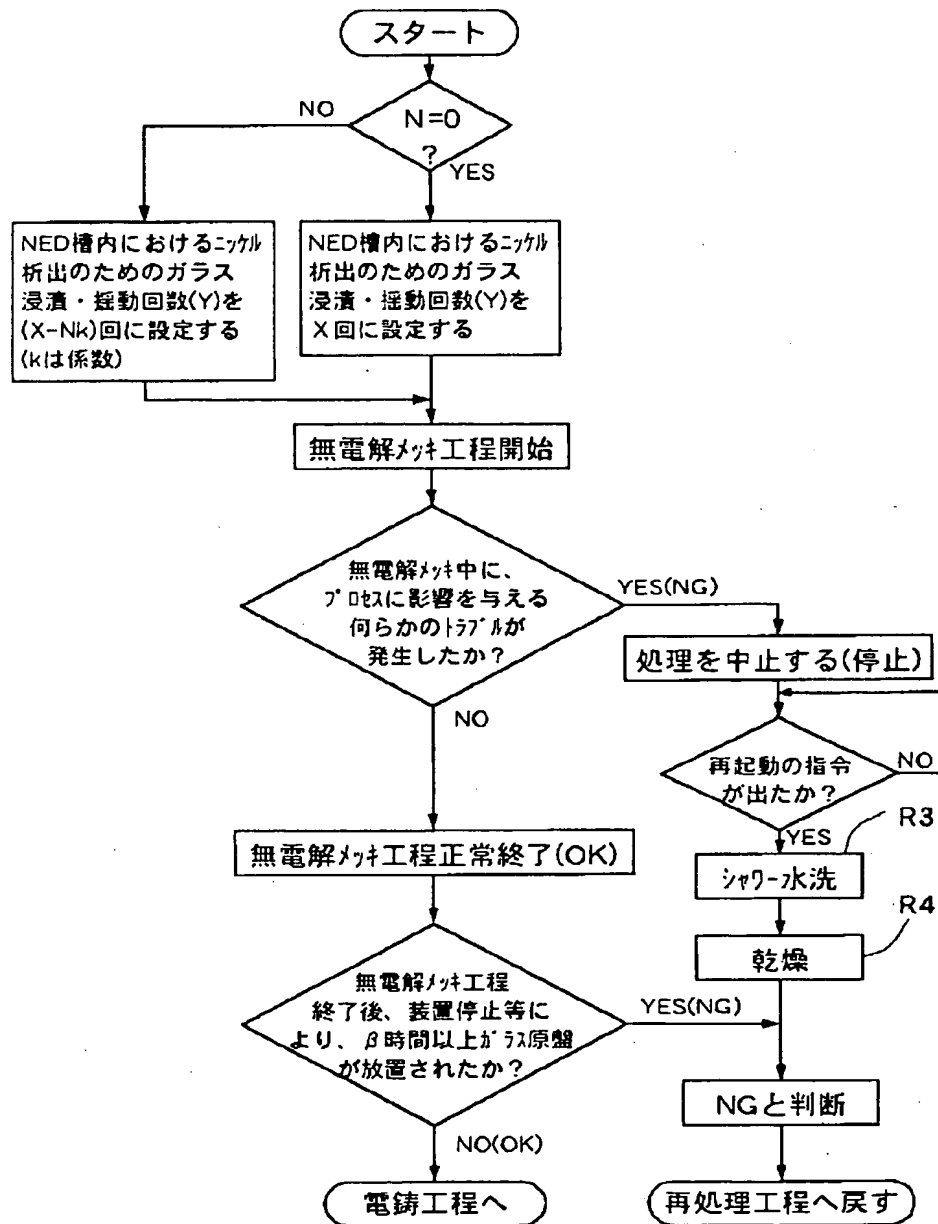 スタート
N=0
?
NO
YES
NED槽内におけるニッケル
析出のためのガラス
浸漬・揺動回数(Y)を
(X-Nk)回に設定する
(kは係数)
NED槽内におけるニッケル
析出のためのガラス
浸漬・揺動回数(Y)を
X回に設定する
無電解メッキ工程開始
無電解メッキ中に、
プロセスに影響を与える
何らかのトラブルが
発生したか?
YES(NG)
NO
処理を中止する(停止)
再起動の指令
が出たか?
NO
YES
R3
シャワー水洗
R4
乾燥
無電解メッキ工程正常終了(OK)
無電解メッキ工程
終了後、装置停止等に
より、β時間以上ガラス原盤
が放置されたか?
YES(NG)
NO(OK)
NGと判断
電鋳工程へ
再処理工程へ戻す